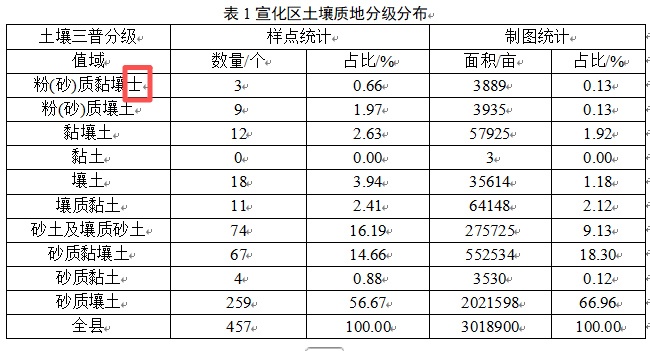 表 1 宣化区土壤质地分级分布
土壤三普分级 样点统计 制图统计
值域 数量/个 占比/% 面积/亩 占比/%
粉(砂)质黏壤士 3 0.66 3889 0.13
粉(砂)质壤土 9 1.97 3935 0.13
黏壤土 12 2.63 57925 1.92
黏土 0 0.00 3 0.00
壤土 18 3.94 35614 1.18
壤质黏土 11 2.41 64148 2.12
砂土及壤质砂土 74 16.19 275725 9.13
砂质黏壤土 67 14.66 552534 18.30
砂质黏土 4 0.88 3530 0.12
砂质壤土 259 56.67 2021598 66.96
全县 457 100.00 3018900 100.00